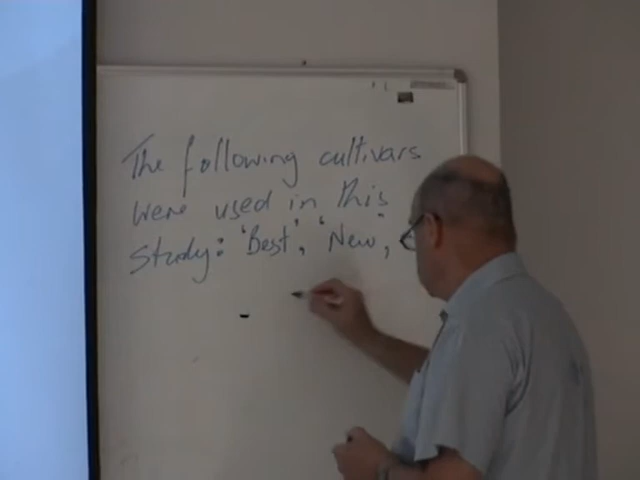 The following cultivars
were used in this
study: 'Best', 'New,